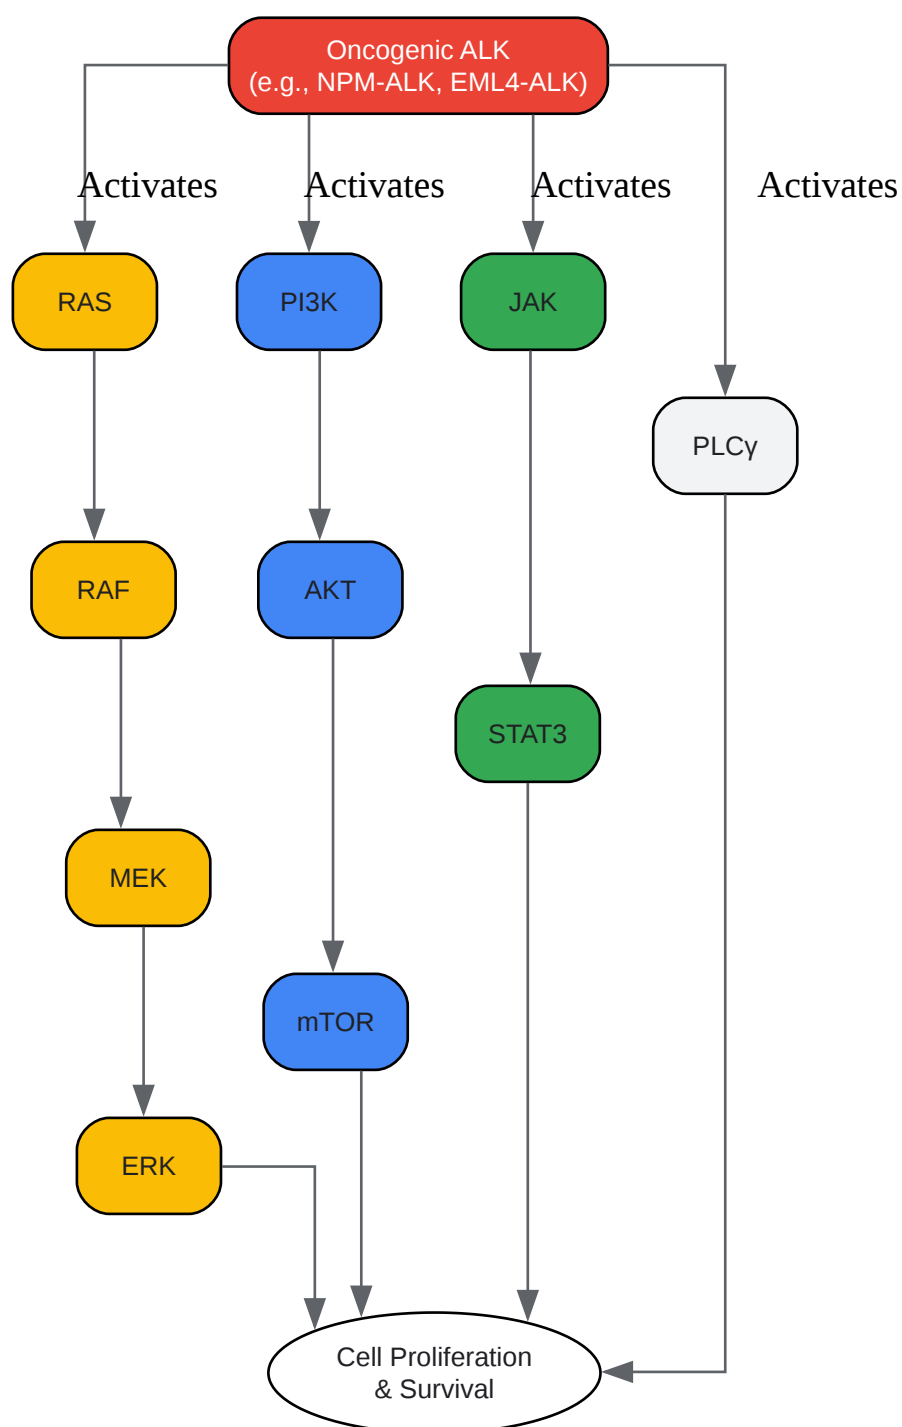 Oncogenic ALK
(e.g., NPM-ALK, EML4-ALK)
Activates
Activates
Activates
Activates
RAS
PI3K
JAK
PLCγ
RAF
AKT
STAT3
MEK
mTOR
ERK
Cell Proliferation
& Survival